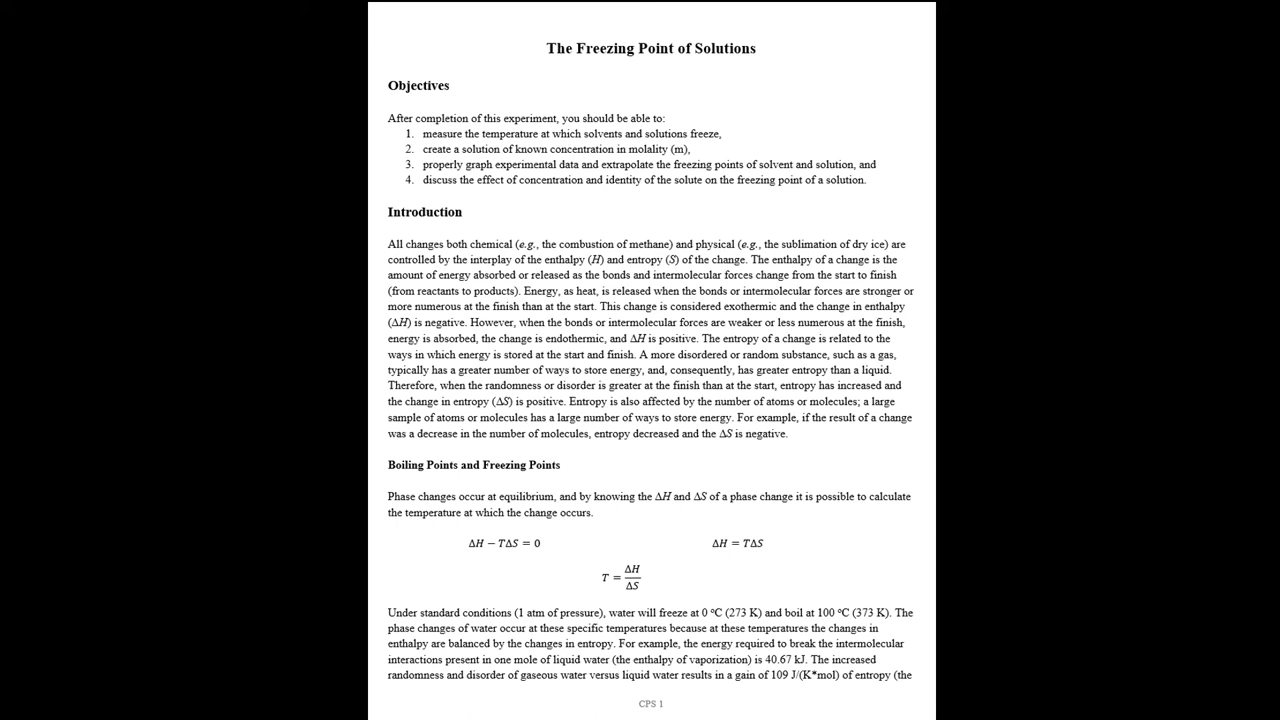 The Freezing Point of Solutions
Objectives
After completion of this experiment, you should be able to:
1. measure the temperature at which solvents and solutions freeze,
2. create a solution of known concentration in molality (m),
3. properly graph experimental data and extrapolate the freezing points of solvent and solution, and
4. discuss the effect of concentration and identity of the solute on the freezing point of a solution.
Introduction
All changes both chemical (e.g., the combustion of methane) and physical (e.g., the sublimation of dry ice) are
controlled by the interplay of the enthalpy (H) and entropy (S) of the change. The enthalpy of a change is the
amount of energy absorbed or released as the bonds and intermolecular forces change from the start to finish
(from reactants to products). Energy, as heat, is released when the bonds or intermolecular forces are stronger or
more numerous at the finish than at the start. This change is considered exothermic and the change in enthalpy
(ΔH) is negative. However, when the bonds or intermolecular forces are weaker or less numerous at the finish,
energy is absorbed, the change is endothermic, and ΔH is positive. The entropy of a change is related to the
ways in which energy is stored at the start and finish. A more disordered or random substance, such as a gas,
typically has a greater number of ways to store energy, and, consequently, has greater entropy than a liquid.
Therefore, when the randomness or disorder is greater at the finish than at the start, entropy has increased and
the change in entropy (ΔS) is positive. Entropy is also affected by the number of atoms or molecules; a large
sample of atoms or molecules has a large number of ways to store energy. For example, if the result of a change
was a decrease in the number of molecules, entropy decreased and the ΔS is negative.
Boiling Points and Freezing Points
Phase changes occur at equilibrium, and by knowing the ΔH and ΔS of a phase change it is possible to calculate
the temperature at which the change occurs.
ΔH − TΔS = 0 ΔH = TΔS
T = ΔH/ΔS
Under standard conditions (1 atm of pressure), water will freeze at 0 °C (273 K) and boil at 100 °C (373 K). The
phase changes of water occur at these specific temperatures because at these temperatures the changes in
enthalpy are balanced by the changes in entropy. For example, the energy required to break the intermolecular
interactions present in one mole of liquid water (the enthalpy of vaporization) is 40.67 kJ. The increased
randomness and disorder of gaseous water versus liquid water results in a gain of 109 J/(K*mol) of entropy (the
CPS 1